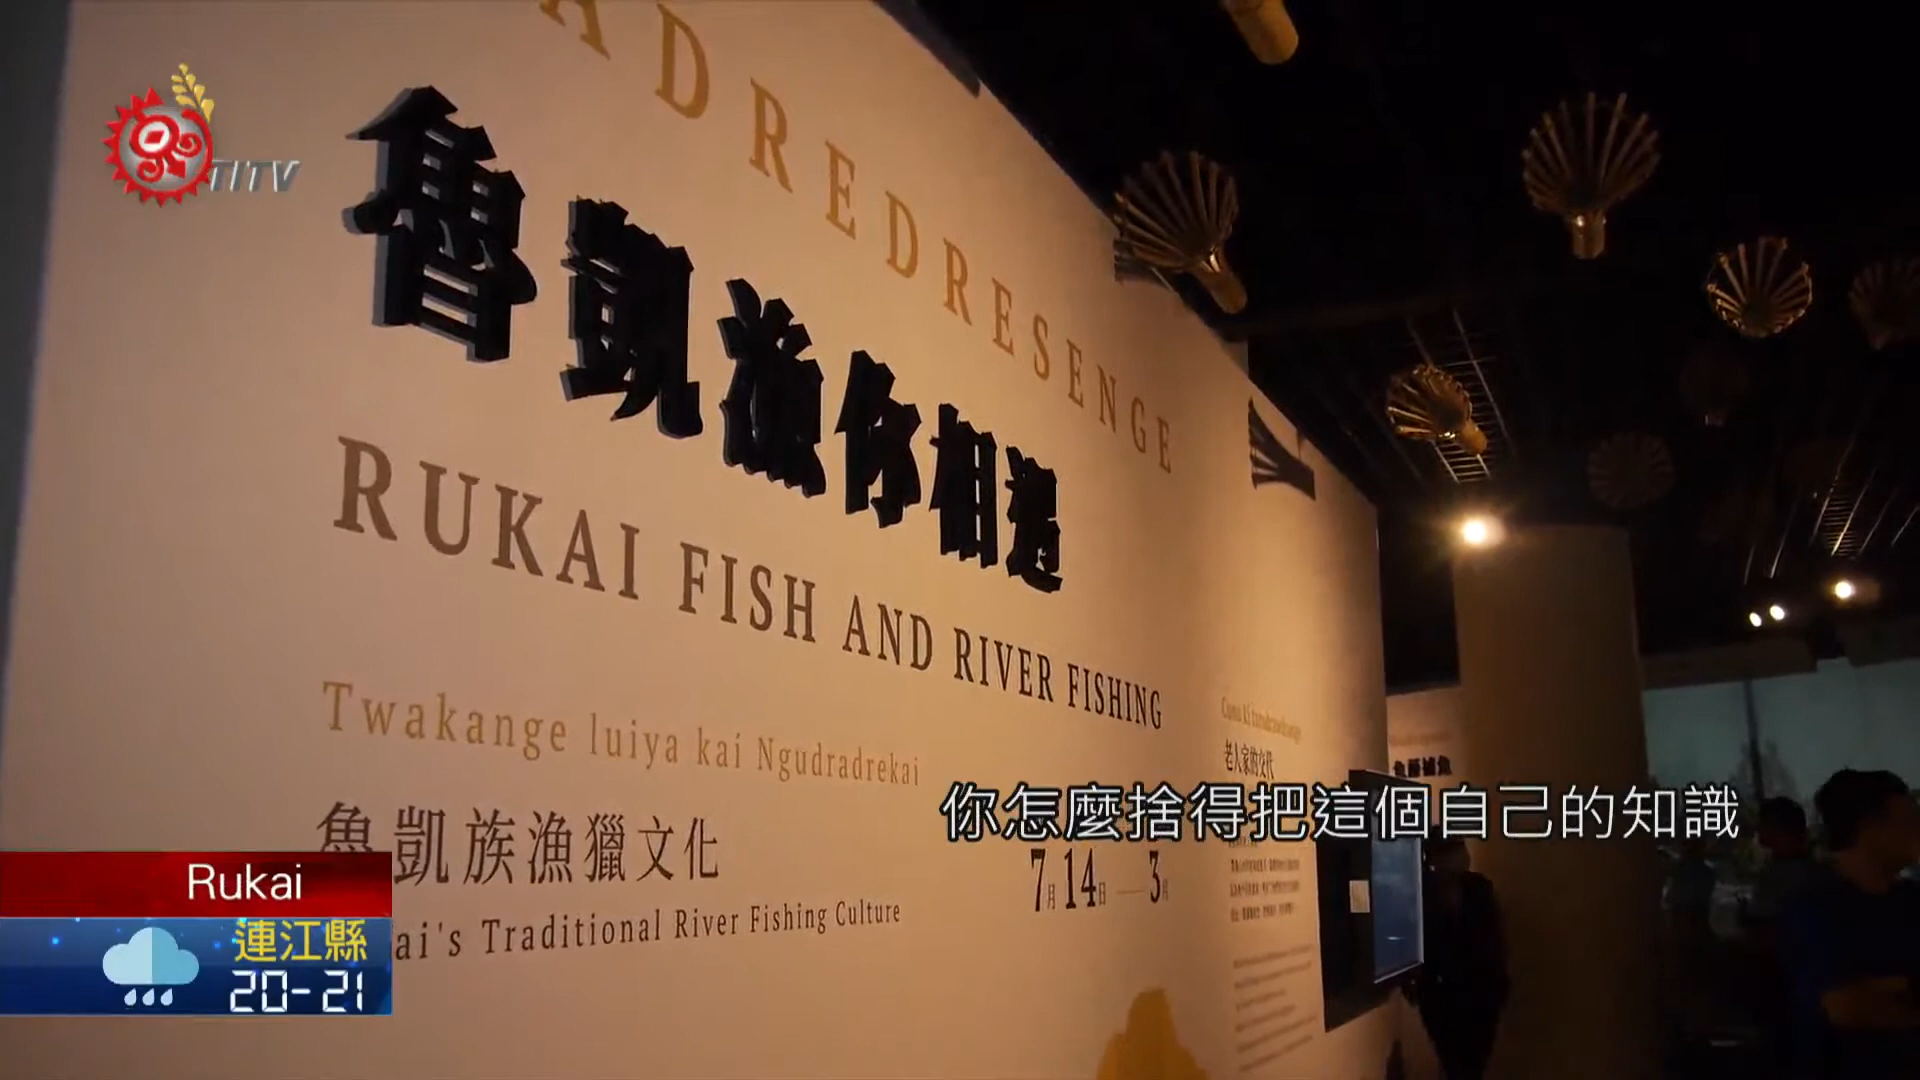 ADREDRESENGE
TITV
魯凱漁你相遇
RUKAI FISH AND RIVER FISHING
Twakange luiya kai Ngudradrekai
老人家的交代
你怎麼捨得把這個自己的知識
魯凱族漁獵文化
7月14日—3月
ai's Traditional River Fishing Culture
Rukai
連江縣
20-21